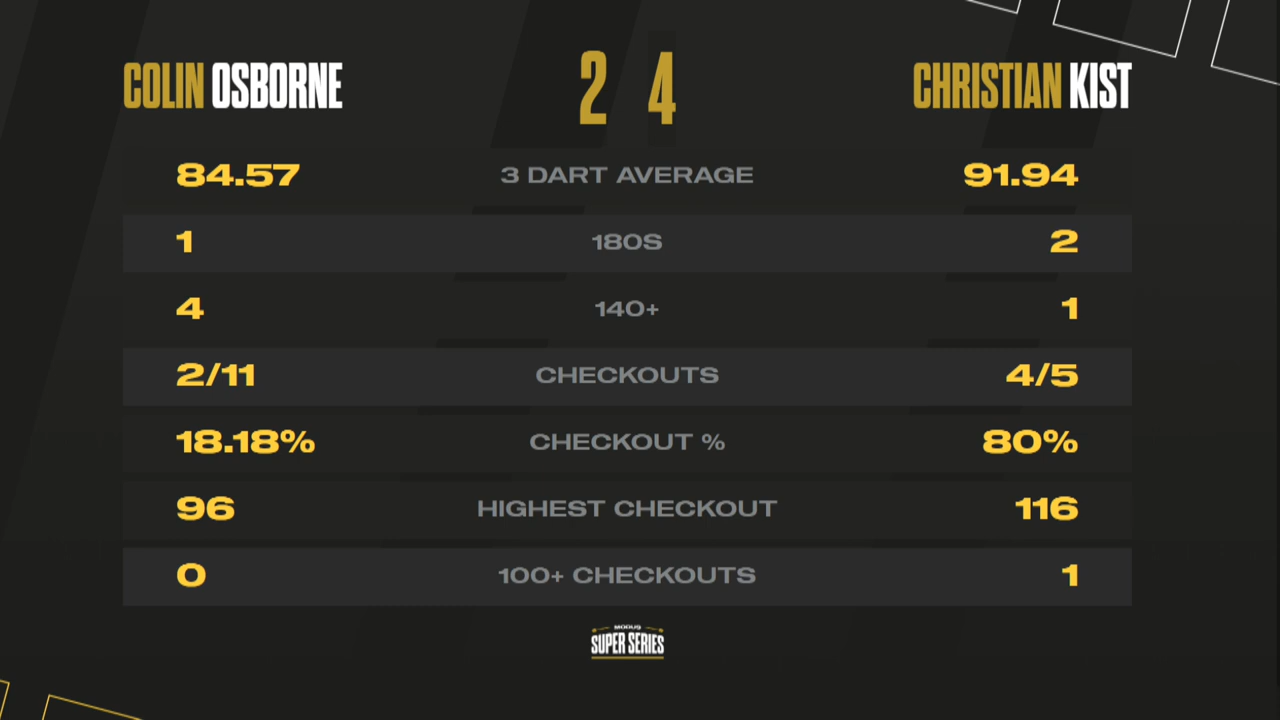 COLIN OSBORNE 2 4 CHRISTIAN KIST
84.57 3 DART AVERAGE 91.94
1 180S 2
4 140+ 1
2/11 CHECKOUTS 4/5
18.18% CHECKOUT % 80%
96 HIGHEST CHECKOUT 116
0 100+ CHECKOUTS 1
MODUS
SUPER SERIES